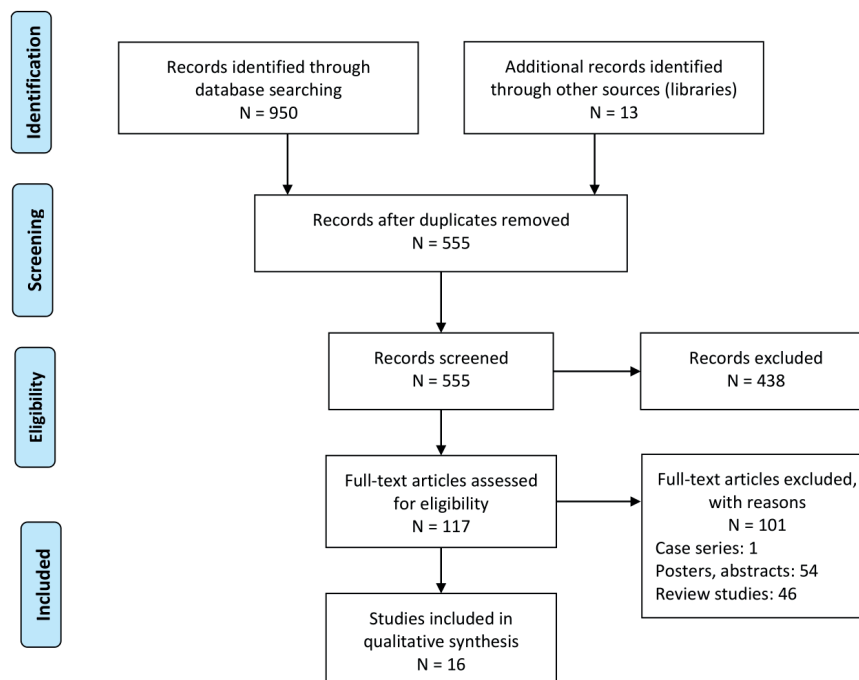 Identification
Records identified through
database searching
N = 950
Additional records identified
through other sources (libraries)
N = 13
Screening
Records after duplicates removed
N = 555
Eligibility
Records screened
N = 555
Records excluded
N = 438
Full-text articles assessed
for eligibility
N = 117
Full-text articles excluded,
with reasons
N = 101
Case series: 1
Posters, abstracts: 54
Review studies: 46
Included
Studies included in
qualitative synthesis
N = 16